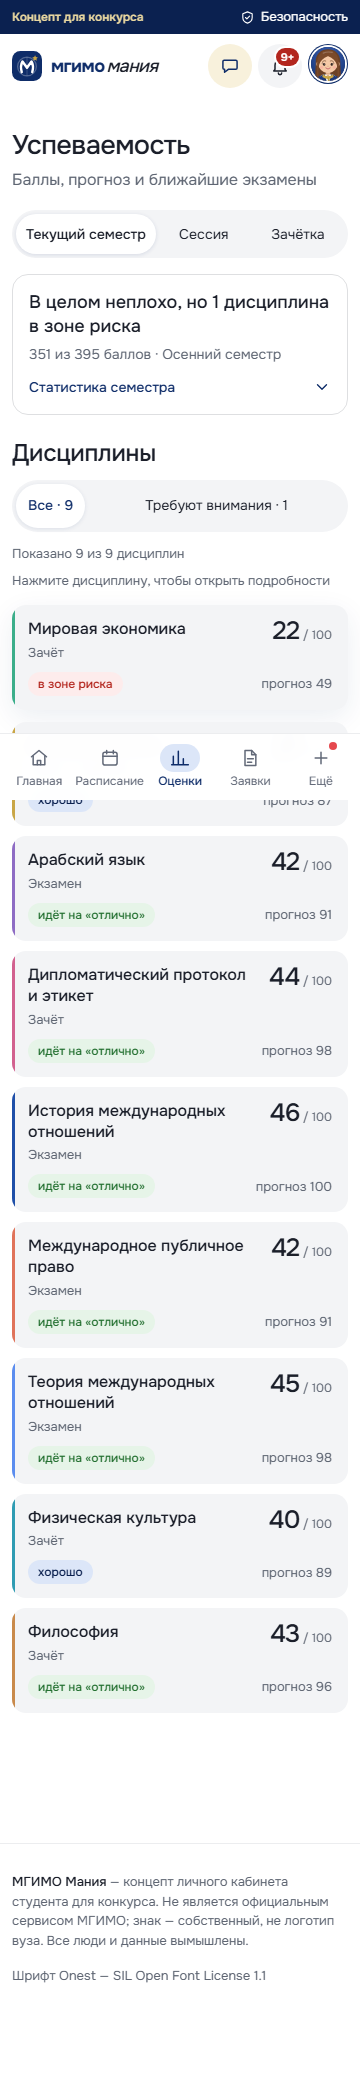 Концепт для конкурса
Безопасность
мгимо мания
9+
Успеваемость
Баллы, прогноз и ближайшие экзамены
Текущий семестр
Сессия
Зачётка
В целом неплохо, но 1 дисциплина
в зоне риска
351 из 395 баллов · Осенний семестр
Статистика семестра
Дисциплины
Все · 9
Требуют внимания · 1
Показано 9 из 9 дисциплин
Нажмите дисциплину, чтобы открыть подробности
Мировая экономика
22 / 100
Зачёт
в зоне риска
прогноз 49
Главная
Расписание
Оценки
Заявки
Ещё
хорошо
прогноз 87
Арабский язык
42 / 100
Экзамен
идёт на «отлично»
прогноз 91
Дипломатический протокол
и этикет
44 / 100
Зачёт
идёт на «отлично»
прогноз 98
История международных
отношений
46 / 100
Экзамен
идёт на «отлично»
прогноз 100
Международное публичное
право
42 / 100
Экзамен
идёт на «отлично»
прогноз 91
Теория международных
отношений
45 / 100
Экзамен
идёт на «отлично»
прогноз 98
Физическая культура
40 / 100
Зачёт
хорошо
прогноз 89
Философия
43 / 100
Зачёт
идёт на «отлично»
прогноз 96
МГИМО Мания — концепт личного кабинета
студента для конкурса. Не является официальным
сервисом МГИМО; знак — собственный, не логотип
вуза. Все люди и данные вымышлены.
Шрифт Onest — SIL Open Font License 1.1